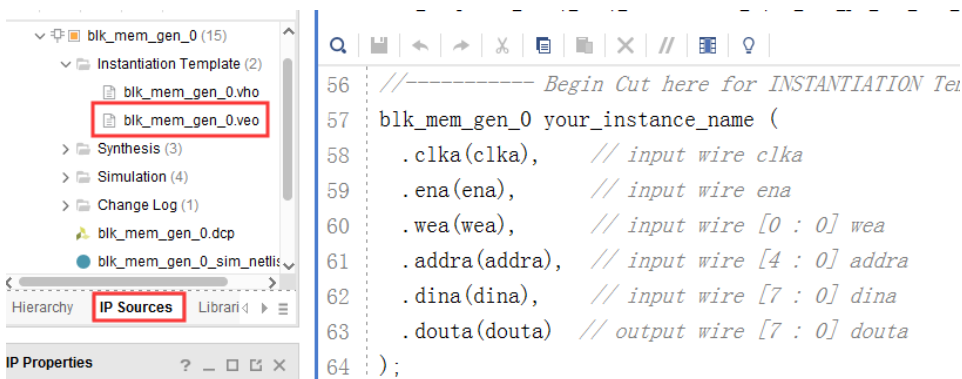 blk_mem_gen_0 (15)
Instantiation Template (2)
blk_mem_gen_0.vho
blk_mem_gen_0.veo
Synthesis (3)
Simulation (4)
Change Log (1)
blk_mem_gen_0.dcp
blk_mem_gen_0_sim_netlis
Hierarchy IP Sources Librari
IP Properties ? _ X
56 //----------- Begin Cut here for INSTANTIATION Tem
57 blk_mem_gen_0 your_instance_name (
58 .clka(clka), // input wire clka
59 .ena(ena), // input wire ena
60 .wea(wea), // input wire [0 : 0] wea
61 .addra(addra), // input wire [4 : 0] addra
62 .dina(dina), // input wire [7 : 0] dina
63 .douta(douta) // output wire [7 : 0] douta
64 );